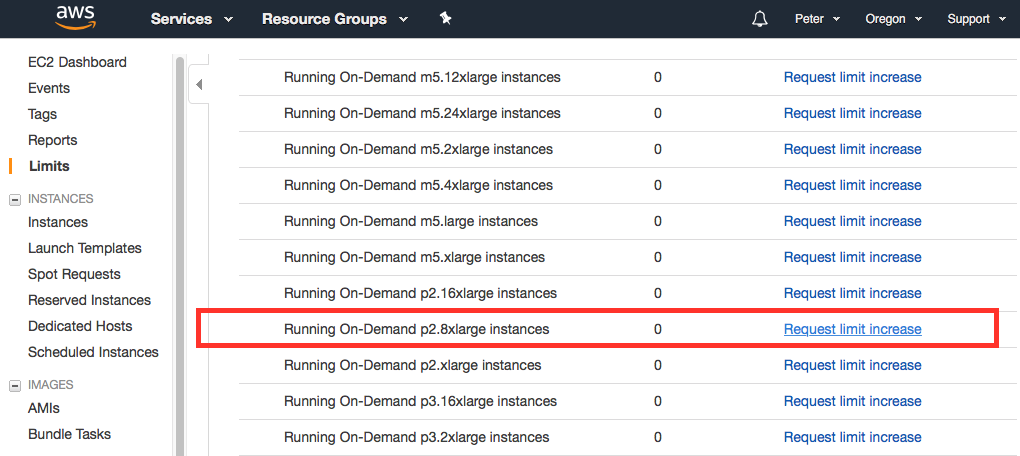 aws Services Resource Groups Peter Oregon Support
EC2 Dashboard
Events
Tags
Reports
Limits
INSTANCES
Instances
Launch Templates
Spot Requests
Reserved Instances
Dedicated Hosts
Scheduled Instances
IMAGES
AMIs
Bundle Tasks
Running On-Demand m5.12xlarge instances 0 Request limit increase
Running On-Demand m5.24xlarge instances 0 Request limit increase
Running On-Demand m5.2xlarge instances 0 Request limit increase
Running On-Demand m5.4xlarge instances 0 Request limit increase
Running On-Demand m5.large instances 0 Request limit increase
Running On-Demand m5.xlarge instances 0 Request limit increase
Running On-Demand p2.16xlarge instances 0 Request limit increase
Running On-Demand p2.8xlarge instances 0 Request limit increase
Running On-Demand p2.xlarge instances 0 Request limit increase
Running On-Demand p3.16xlarge instances 0 Request limit increase
Running On-Demand p3.2xlarge instances 0 Request limit increase